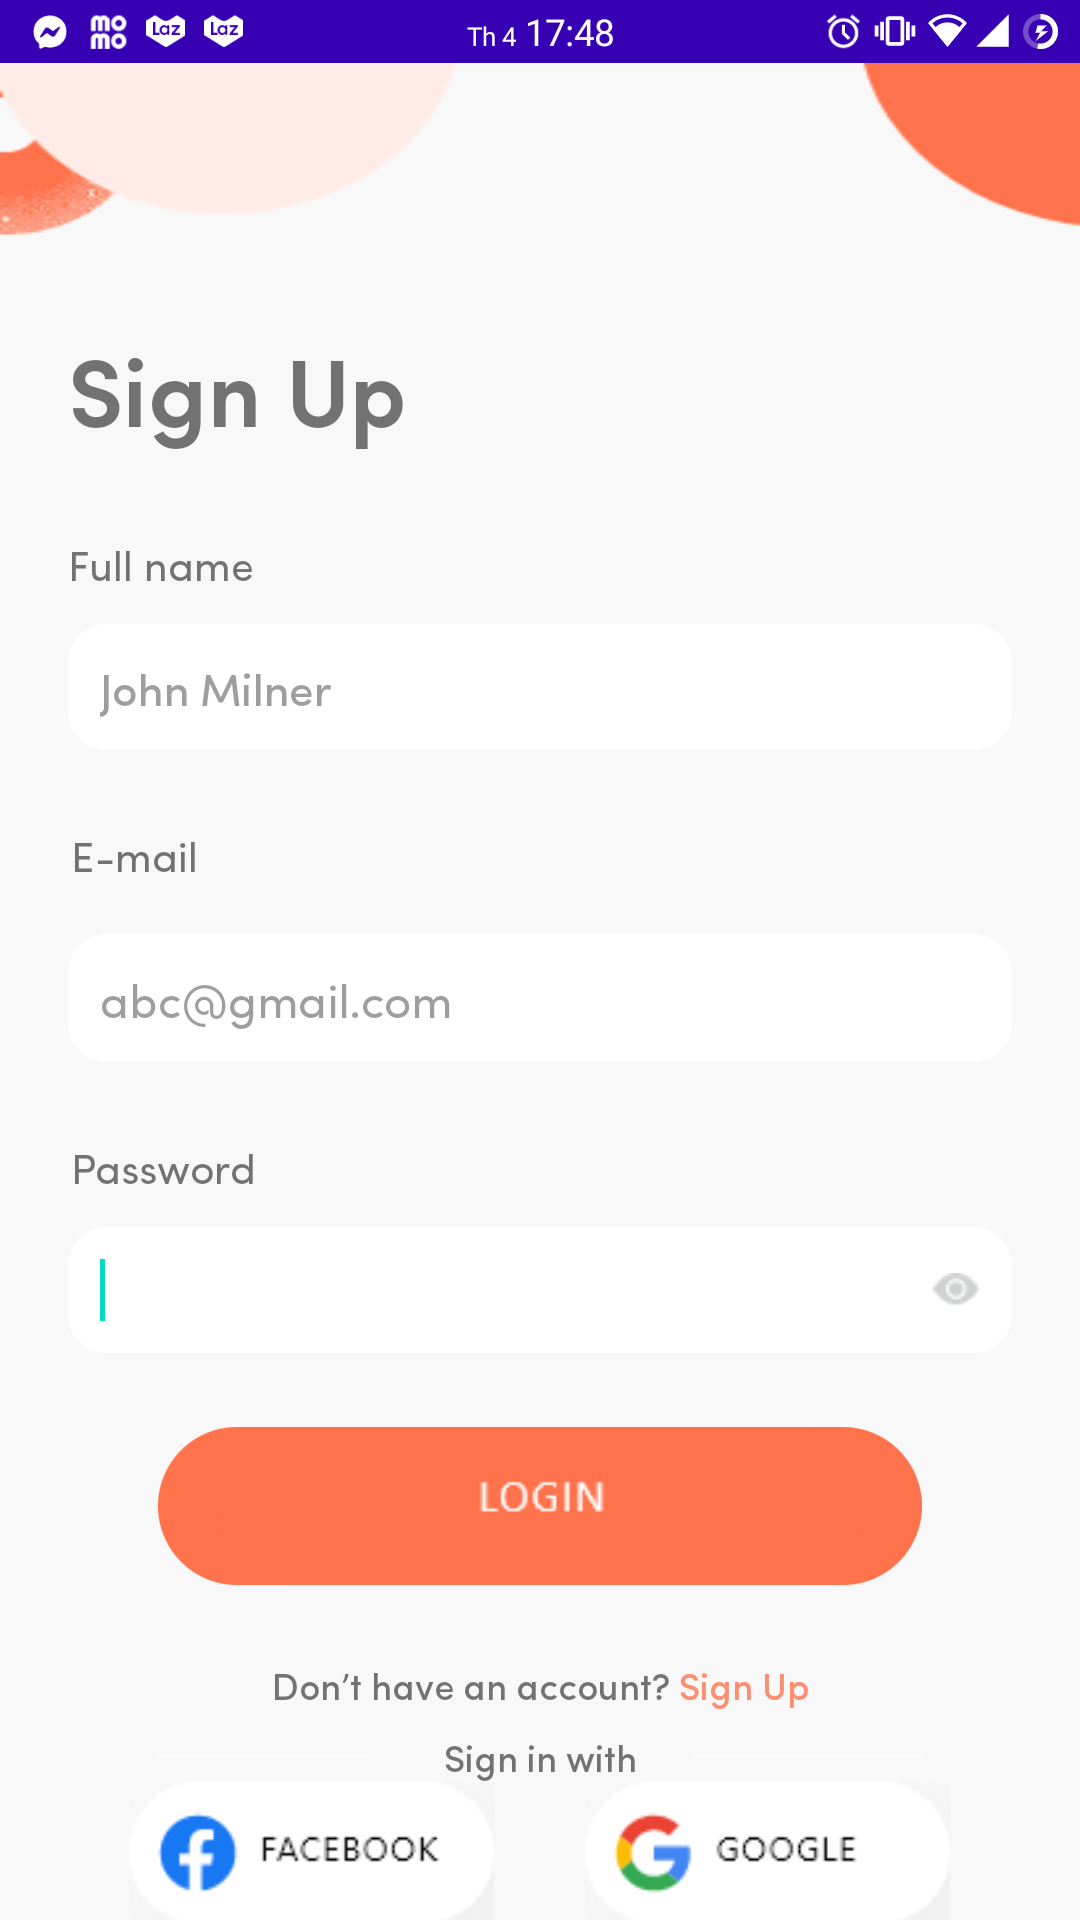 mo
mo
Laz Laz
Th 4 17:48
Sign Up
Full name
John Milner
E-mail
abc@gmail.com
Password
LOGIN
Don't have an account? Sign Up
Sign in with
FACEBOOK
GOOGLE